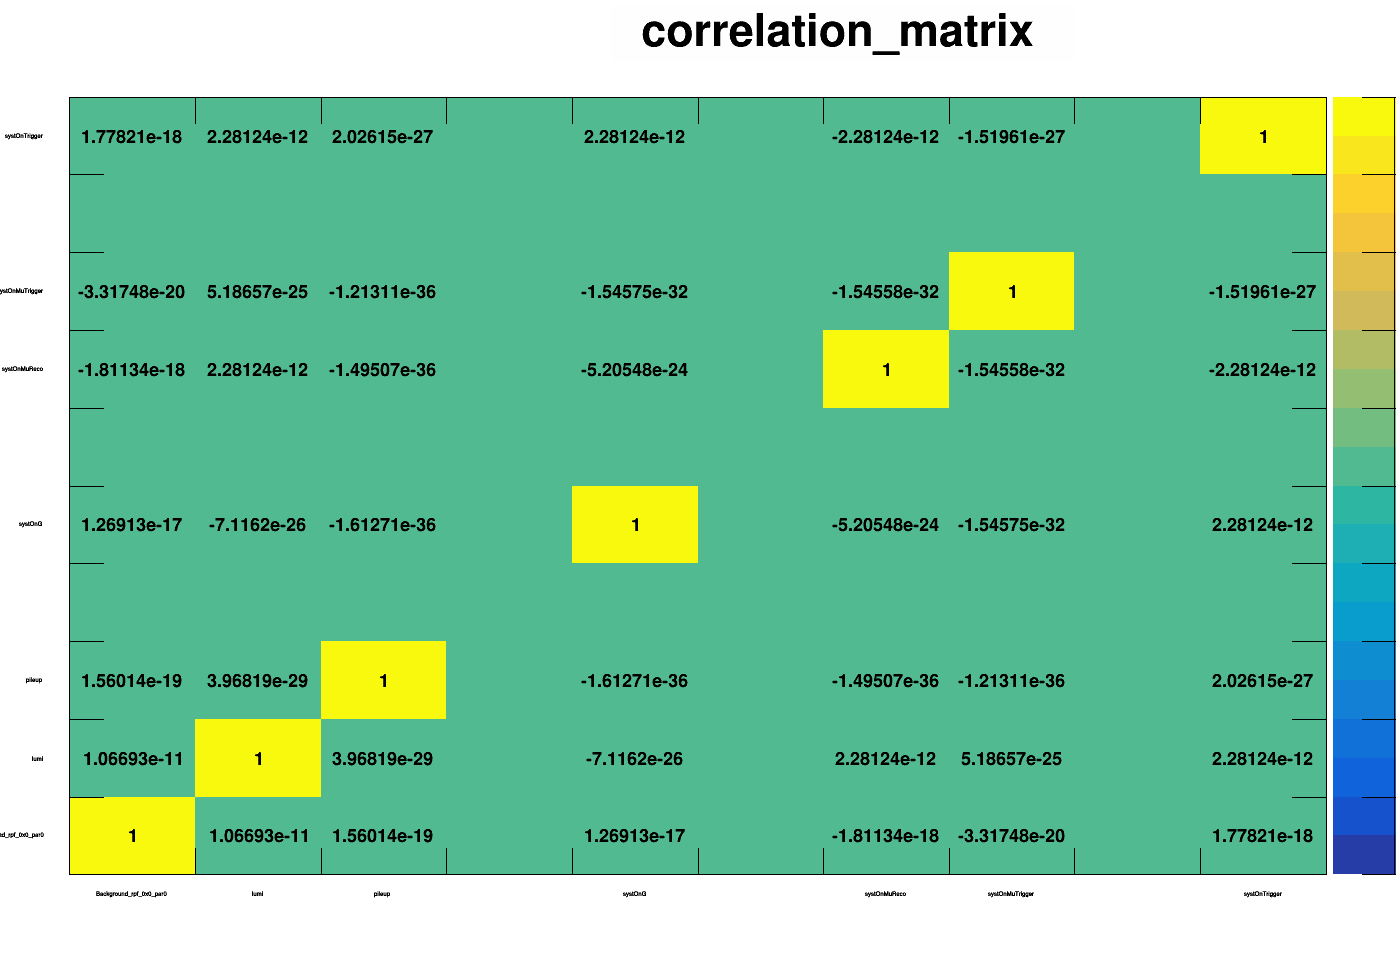 correlation_matrix
systOnTrigger 1.77821e-18 2.28124e-12 2.02615e-27 2.28124e-12 -2.28124e-12 -1.51961e-27 1
ystOnMuTrigger -3.31748e-20 5.18657e-25 -1.21311e-36 -1.54575e-32 -1.54558e-32 1 -1.51961e-27
systOnMuReco -1.81134e-18 2.28124e-12 -1.49507e-36 -5.20548e-24 1 -1.54558e-32 -2.28124e-12
systOnG 1.26913e-17 -7.1162e-26 -1.61271e-36 1 -5.20548e-24 -1.54575e-32 2.28124e-12
pileup 1.56014e-19 3.96819e-29 1 -1.61271e-36 -1.49507e-36 -1.21311e-36 2.02615e-27
lumi 1.06693e-11 1 3.96819e-29 -7.1162e-26 2.28124e-12 5.18657e-25 2.28124e-12
nd_rpf_0x0_par0 1 1.06693e-11 1.56014e-19 1.26913e-17 -1.81134e-18 -3.31748e-20 1.77821e-18
Background_rpf_0x0_par0 lumi pileup systOnG systOnMuReco systOnMuTrigger systOnTrigger